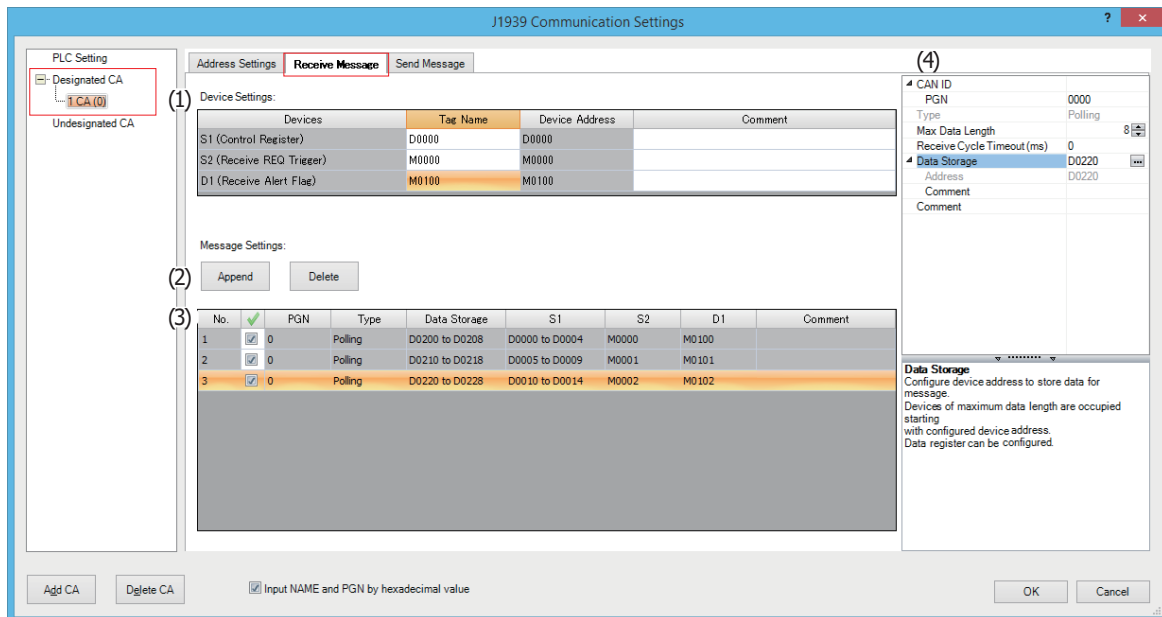 J1939 Communication Settings
?
×
PLC Setting
Designated CA
1 CA (0)
Undesignated CA
Address Settings Receive Message Send Message
(1) Device Settings:
Devices Tag Name Device Address Comment
S1 (Control Register) D0000 D0000
S2 (Receive REQ Trigger) M0000 M0000
D1 (Receive Alert Flag) M0100 M0100
Message Settings:
(2) Append Delete
(3) No. PGN Type Data Storage S1 S2 D1 Comment
1 0 Polling D0200 to D0208 D0000 to D0004 M0000 M0100
2 0 Polling D0210 to D0218 D0005 to D0009 M0001 M0101
3 0 Polling D0220 to D0228 D0010 to D0014 M0002 M0102
(4)
CAN ID
PGN 0000
Type Polling
Max Data Length 8
Receive Cycle Timeout (ms) 0
Data Storage D0220 ...
Address D0220
Comment
Comment
Data Storage
Configure device address to store data for
message.
Devices of maximum data length are occupied
starting
with configured device address.
Data register can be configured.
Add CA Delete CA Input NAME and PGN by hexadecimal value OK Cancel